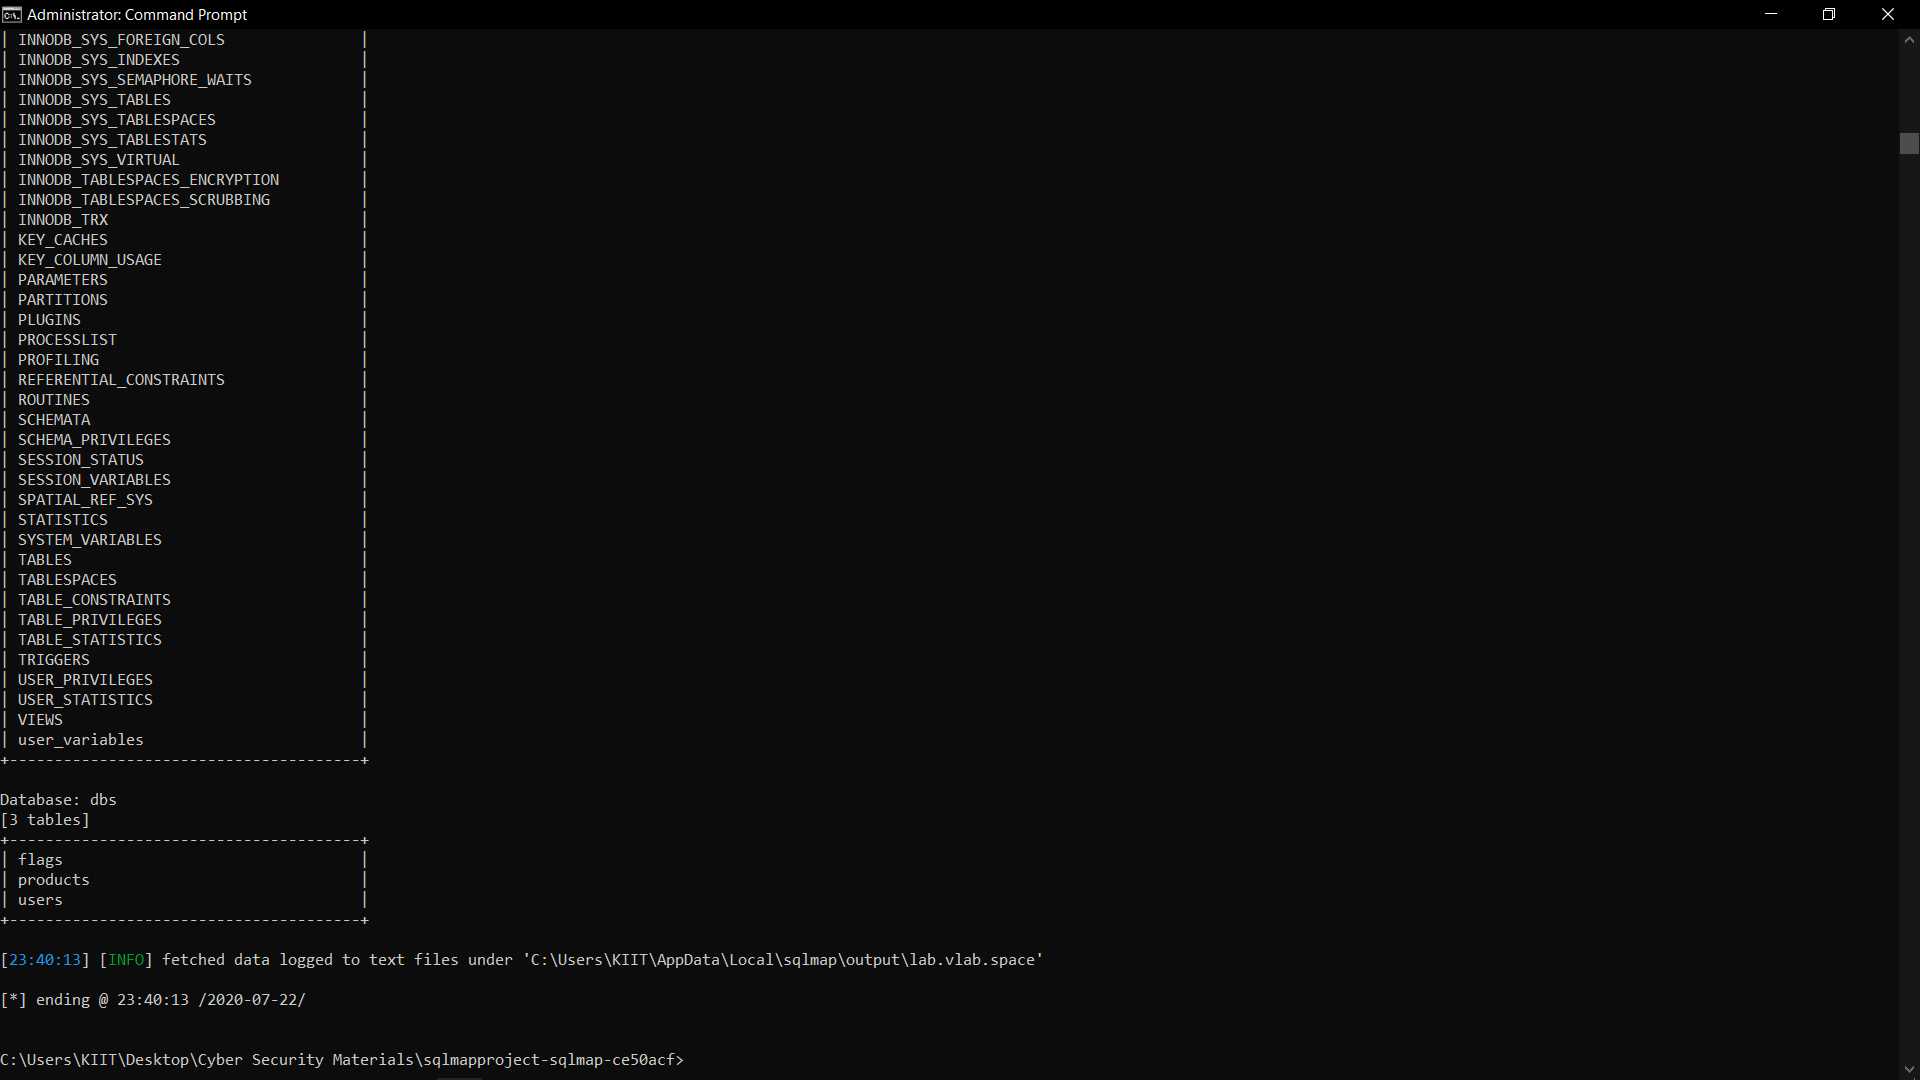 Administrator: Command Prompt
| INNODB_SYS_FOREIGN_COLS |
| INNODB_SYS_INDEXES |
| INNODB_SYS_SEMAPHORE_WAITS |
| INNODB_SYS_TABLES |
| INNODB_SYS_TABLESPACES |
| INNODB_SYS_TABLESTATS |
| INNODB_SYS_VIRTUAL |
| INNODB_TABLESPACES_ENCRYPTION |
| INNODB_TABLESPACES_SCRUBBING |
| INNODB_TRX |
| KEY_CACHES |
| KEY_COLUMN_USAGE |
| PARAMETERS |
| PARTITIONS |
| PLUGINS |
| PROCESSLIST |
| PROFILING |
| REFERENTIAL_CONSTRAINTS |
| ROUTINES |
| SCHEMATA |
| SCHEMA_PRIVILEGES |
| SESSION_STATUS |
| SESSION_VARIABLES |
| SPATIAL_REF_SYS |
| STATISTICS |
| SYSTEM_VARIABLES |
| TABLES |
| TABLESPACES |
| TABLE_CONSTRAINTS |
| TABLE_PRIVILEGES |
| TABLE_STATISTICS |
| TRIGGERS |
| USER_PRIVILEGES |
| USER_STATISTICS |
| VIEWS |
| user_variables |
+---------------------------------------+
Database: dbs
[3 tables]
+---------------------------------------+
| flags |
| products |
| users |
+---------------------------------------+
[23:40:13] [INFO] fetched data logged to text files under 'C:\Users\KIIT\AppData\Local\sqlmap\output\lab.vlab.space'
[*] ending @ 23:40:13 /2020-07-22/
C:\Users\KIIT\Desktop\Cyber Security Materials\sqlmapproject-sqlmap-ce50acf>